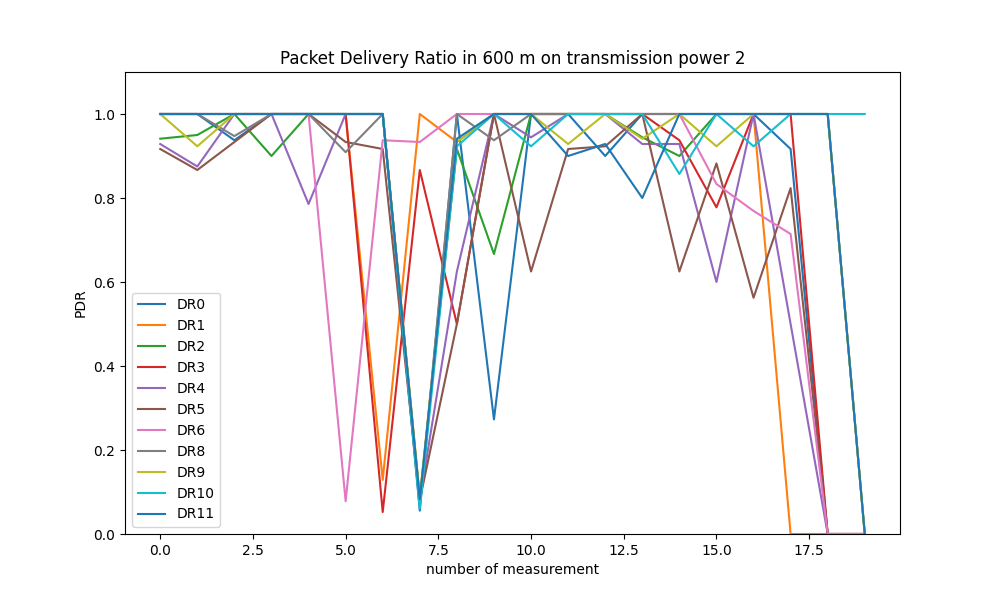 Packet Delivery Ratio in 600 m on transmission power 2
1.0
0.8
0.6
0.4
0.2
0.0
PDR
DR0
DR1
DR2
DR3
DR4
DR5
DR6
DR8
DR9
DR10
DR11
0.0 2.5 5.0 7.5 10.0 12.5 15.0 17.5
number of measurement